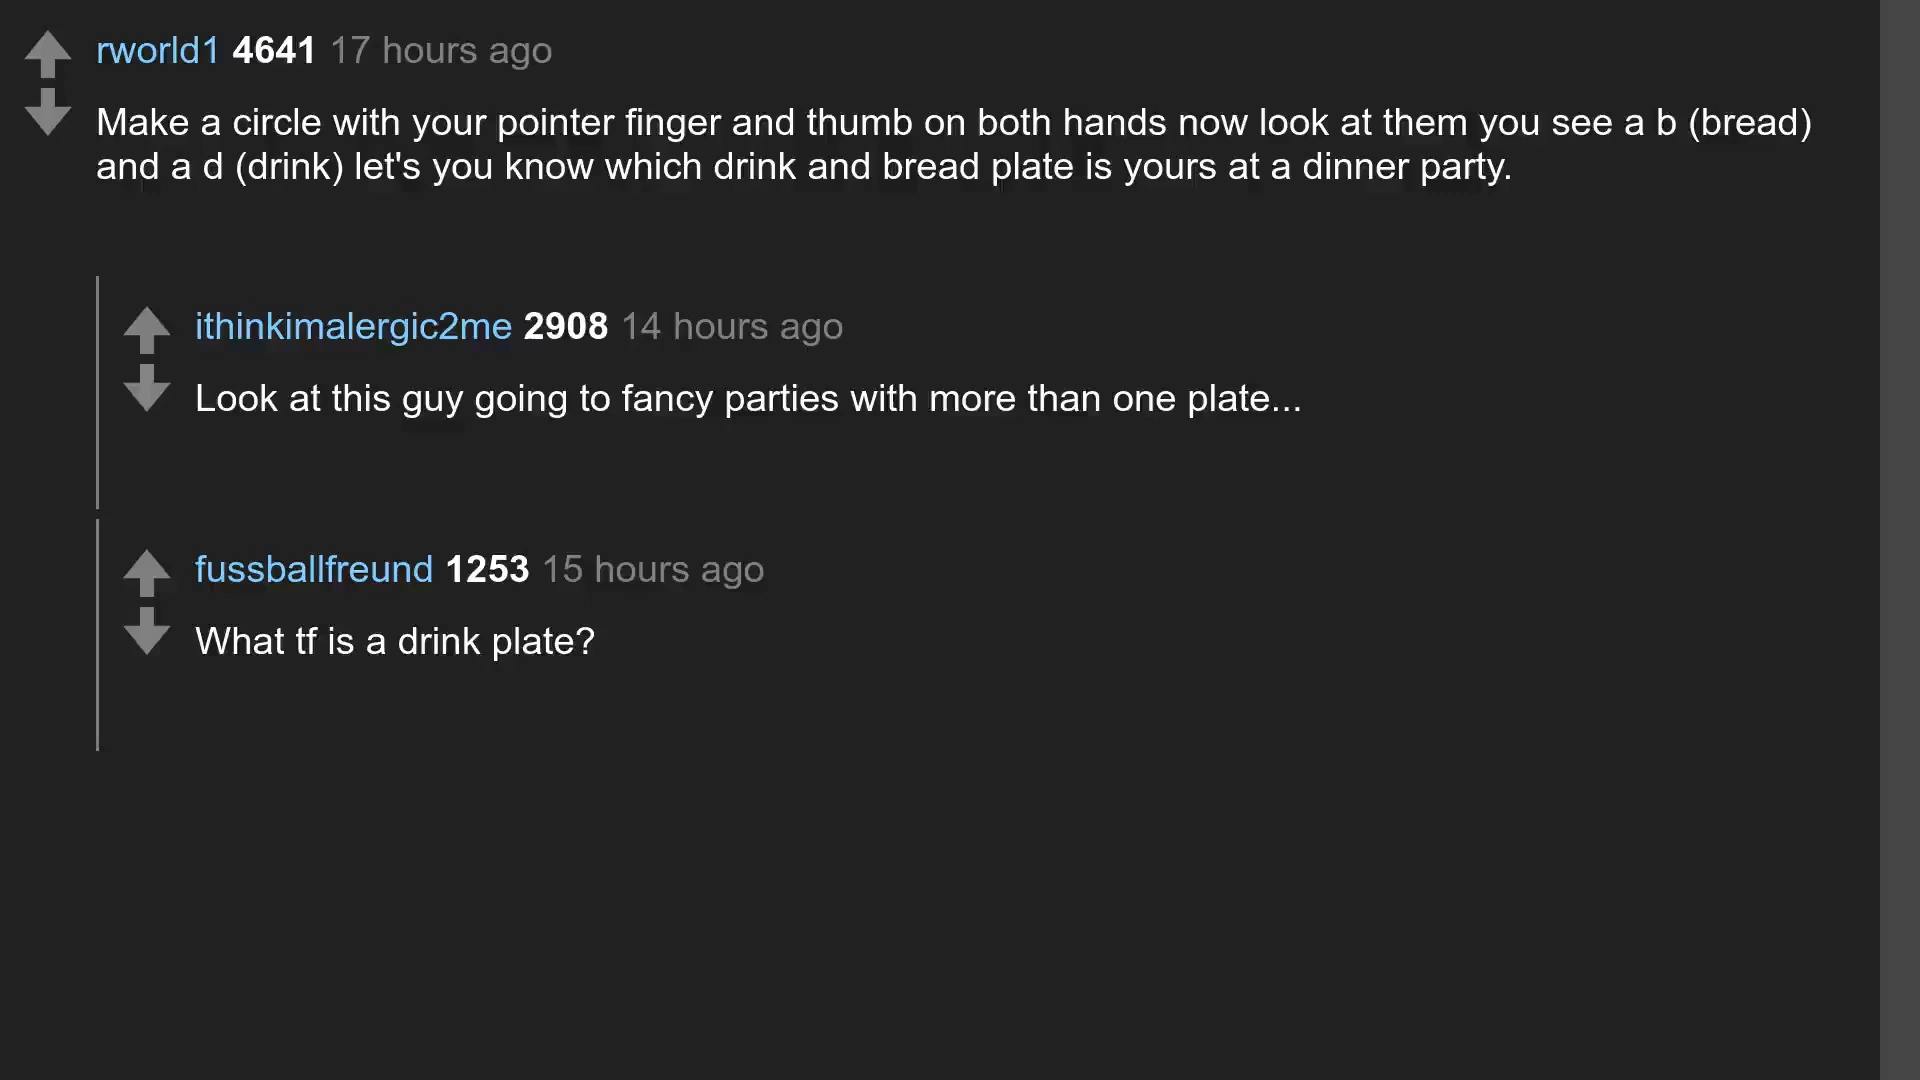 rworld1 4641 17 hours ago
Make a circle with your pointer finger and thumb on both hands now look at them you see a b (bread)
and a d (drink) let's you know which drink and bread plate is yours at a dinner party.
ithinkimalergic2me 2908 14 hours ago
Look at this guy going to fancy parties with more than one plate...
fussballfreund 1253 15 hours ago
What tf is a drink plate?